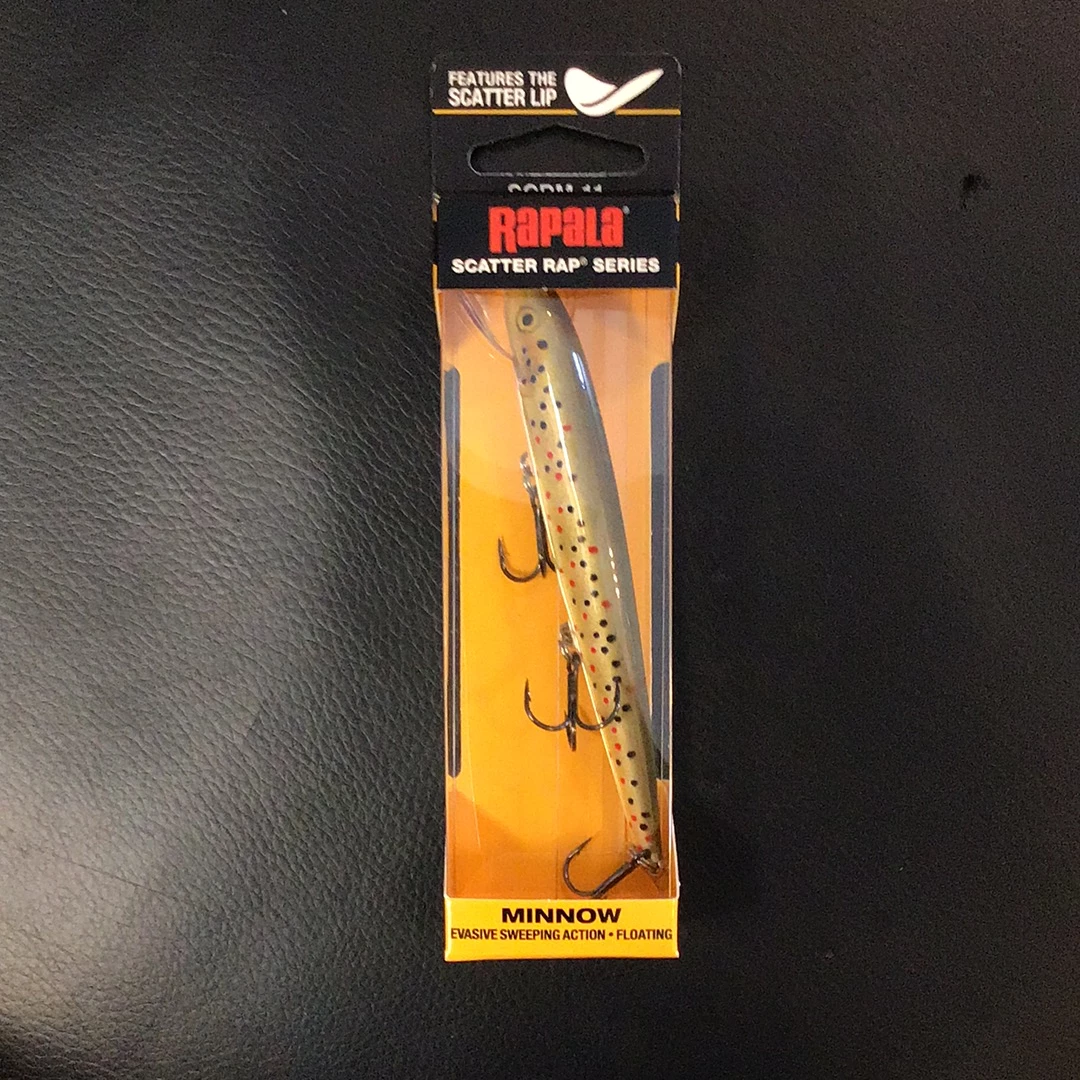 FEATURES THE
SCATTER LIP
RAPALA®
SCATTER RAP® SERIES
MINNOW
EVASIVE SWEEPING ACTION • FLOATING